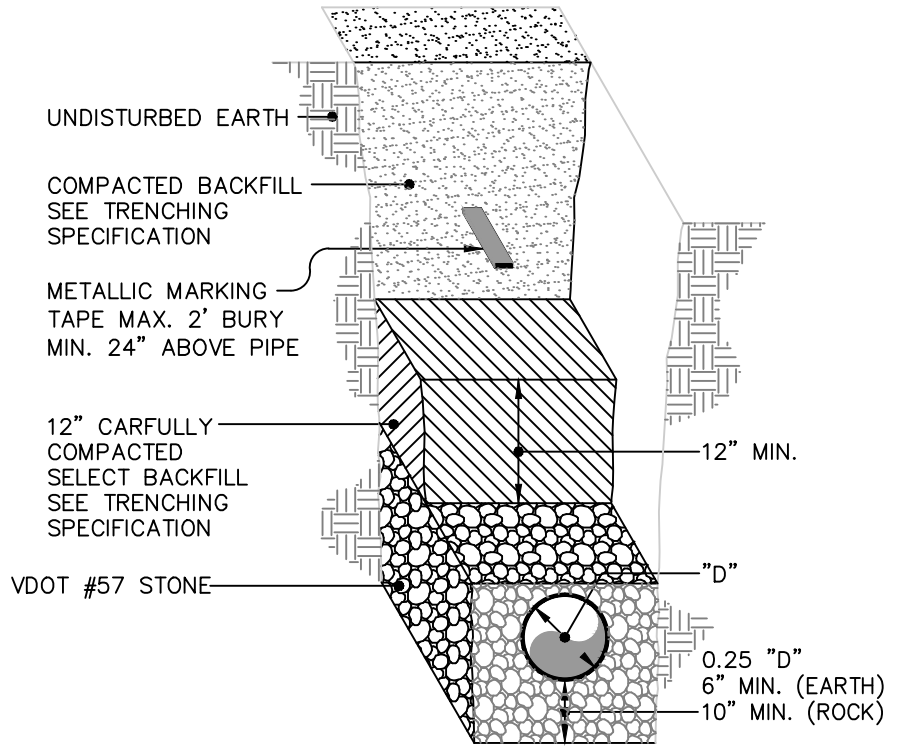 UNDISTURBED EARTH
COMPACTED BACKFILL
SEE TRENCHING
SPECIFICATION
METALLIC MARKING
TAPE MAX. 2' BURY
MIN. 24" ABOVE PIPE
12" CARFULLY
COMPACTED
SELECT BACKFILL
SEE TRENCHING
SPECIFICATION
VDOT #57 STONE
12" MIN.
"D"
0.25 "D"
6" MIN. (EARTH)
10" MIN. (ROCK)